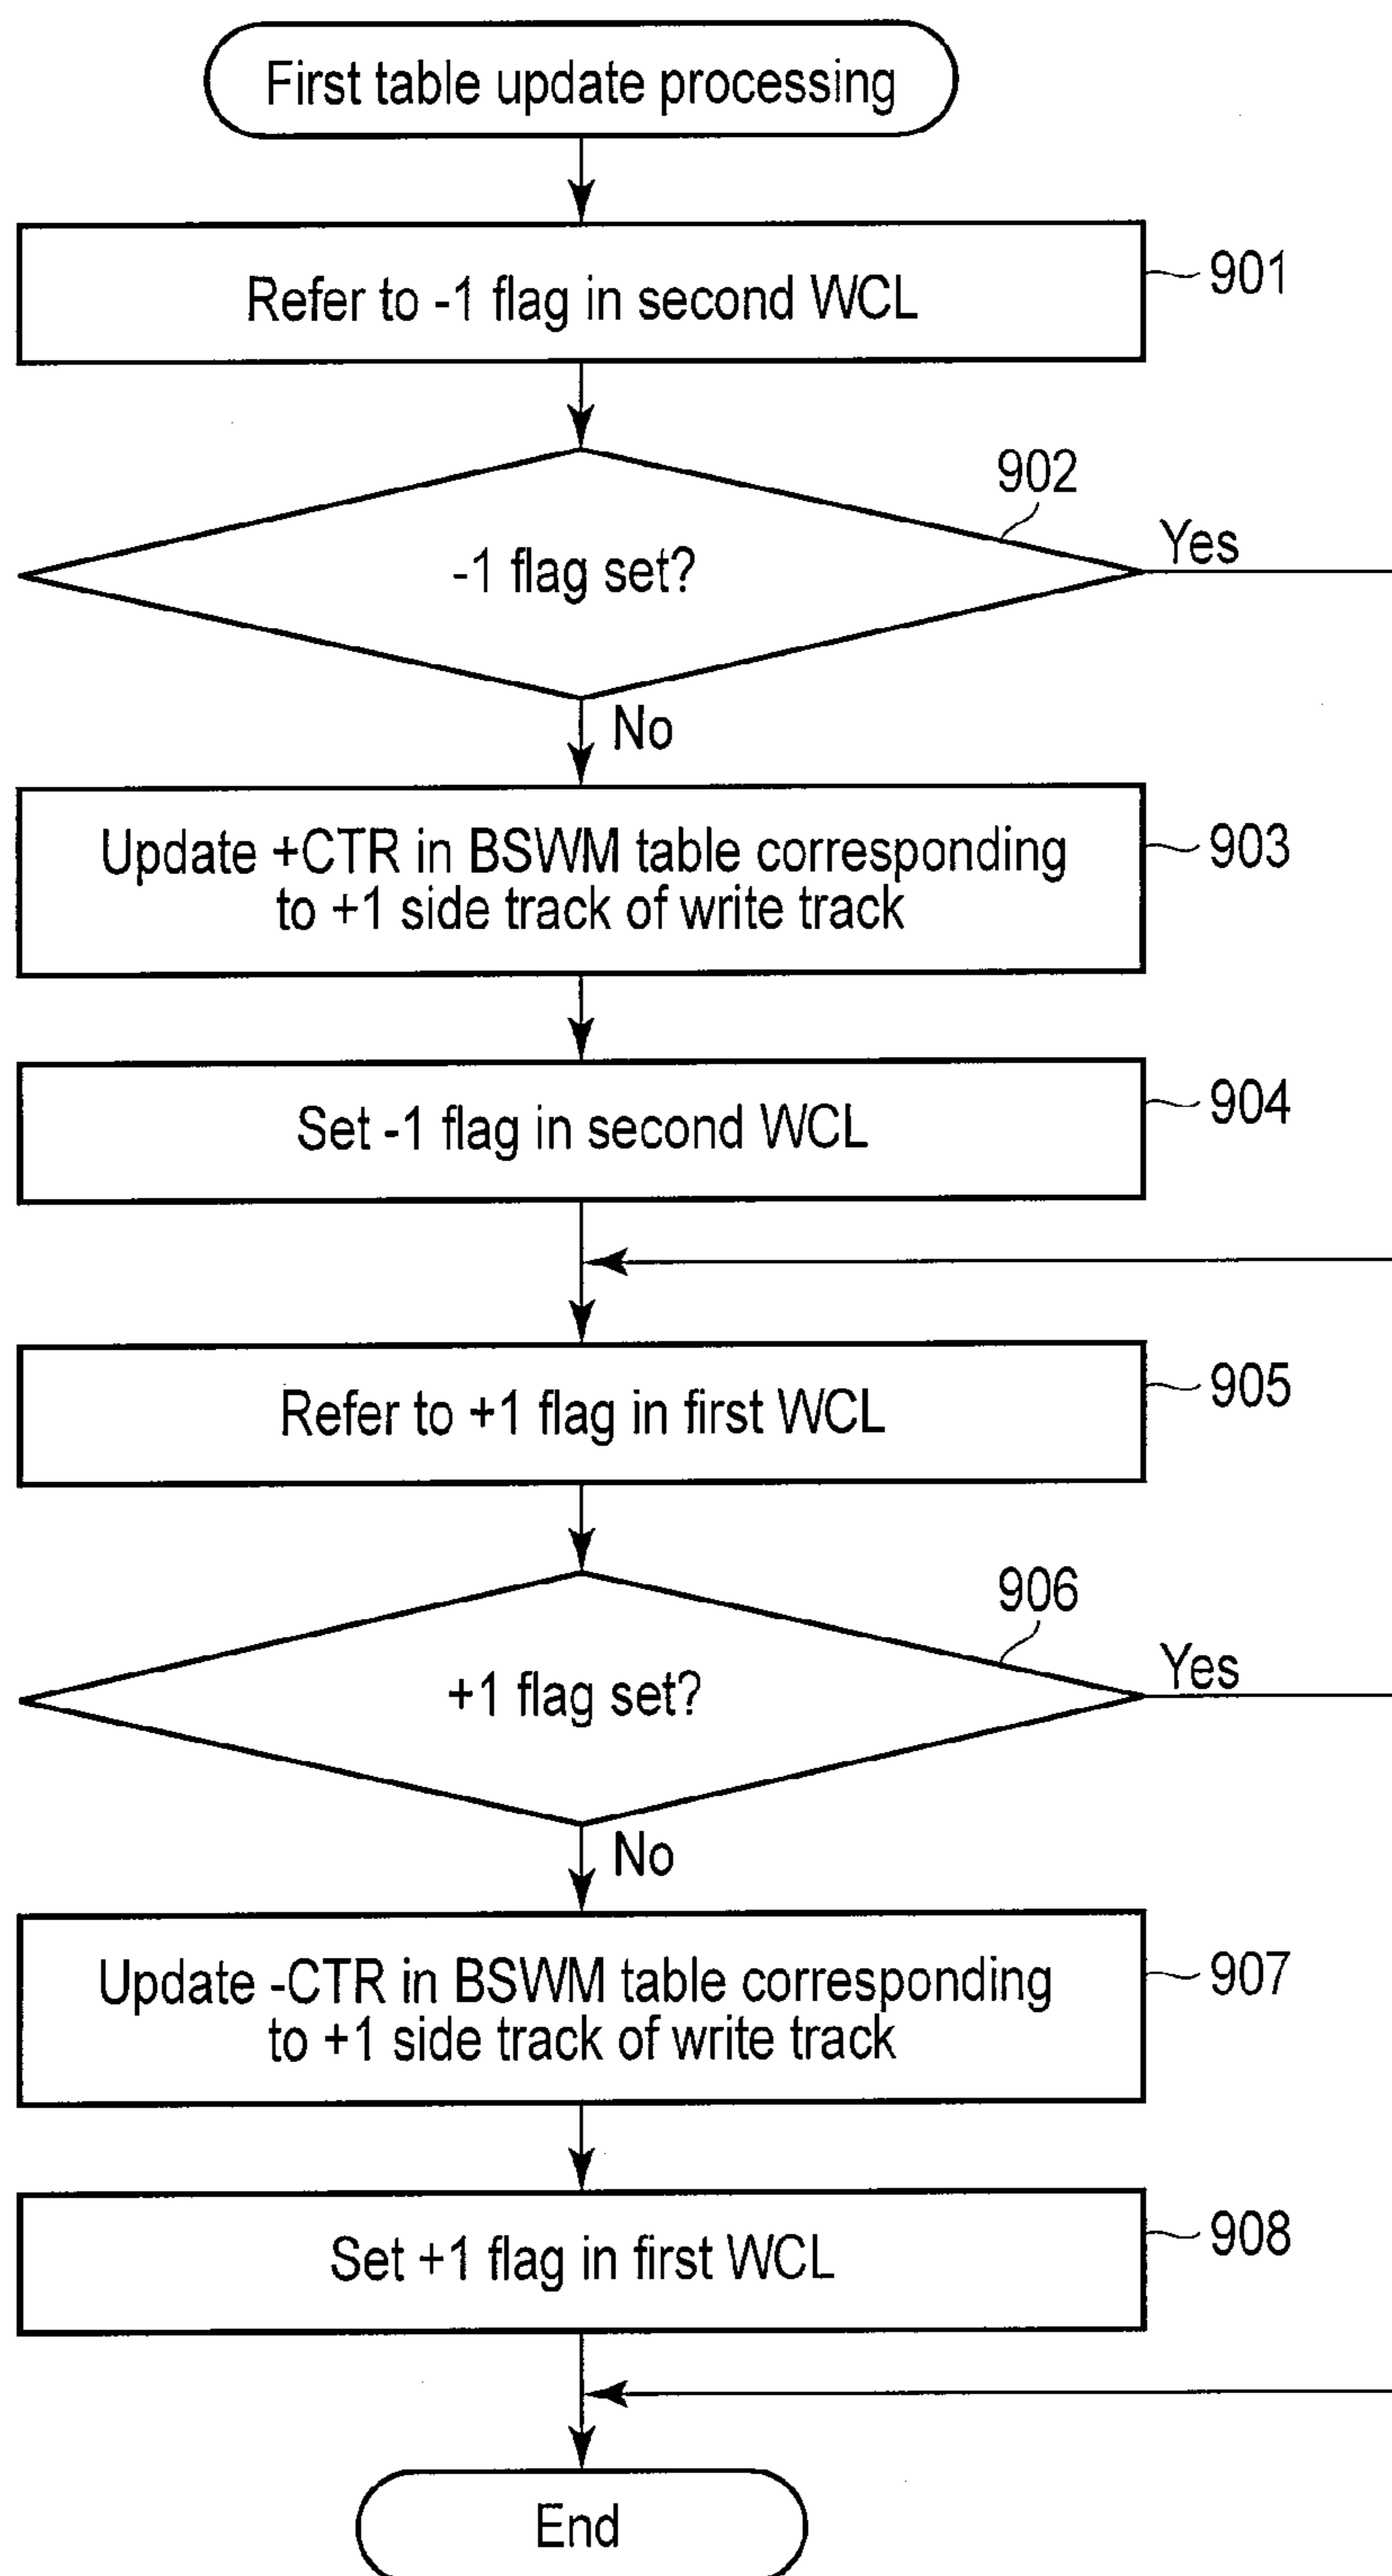 First table update processing
Refer to -1 flag in second WCL
901
902
-1 flag set?
Yes
No
Update +CTR in BSWM table corresponding
to +1 side track of write track
903
Set -1 flag in second WCL
904
Refer to +1 flag in first WCL
905
906
+1 flag set?
Yes
No
Update -CTR in BSWM table corresponding
to +1 side track of write track
907
Set +1 flag in first WCL
908
End